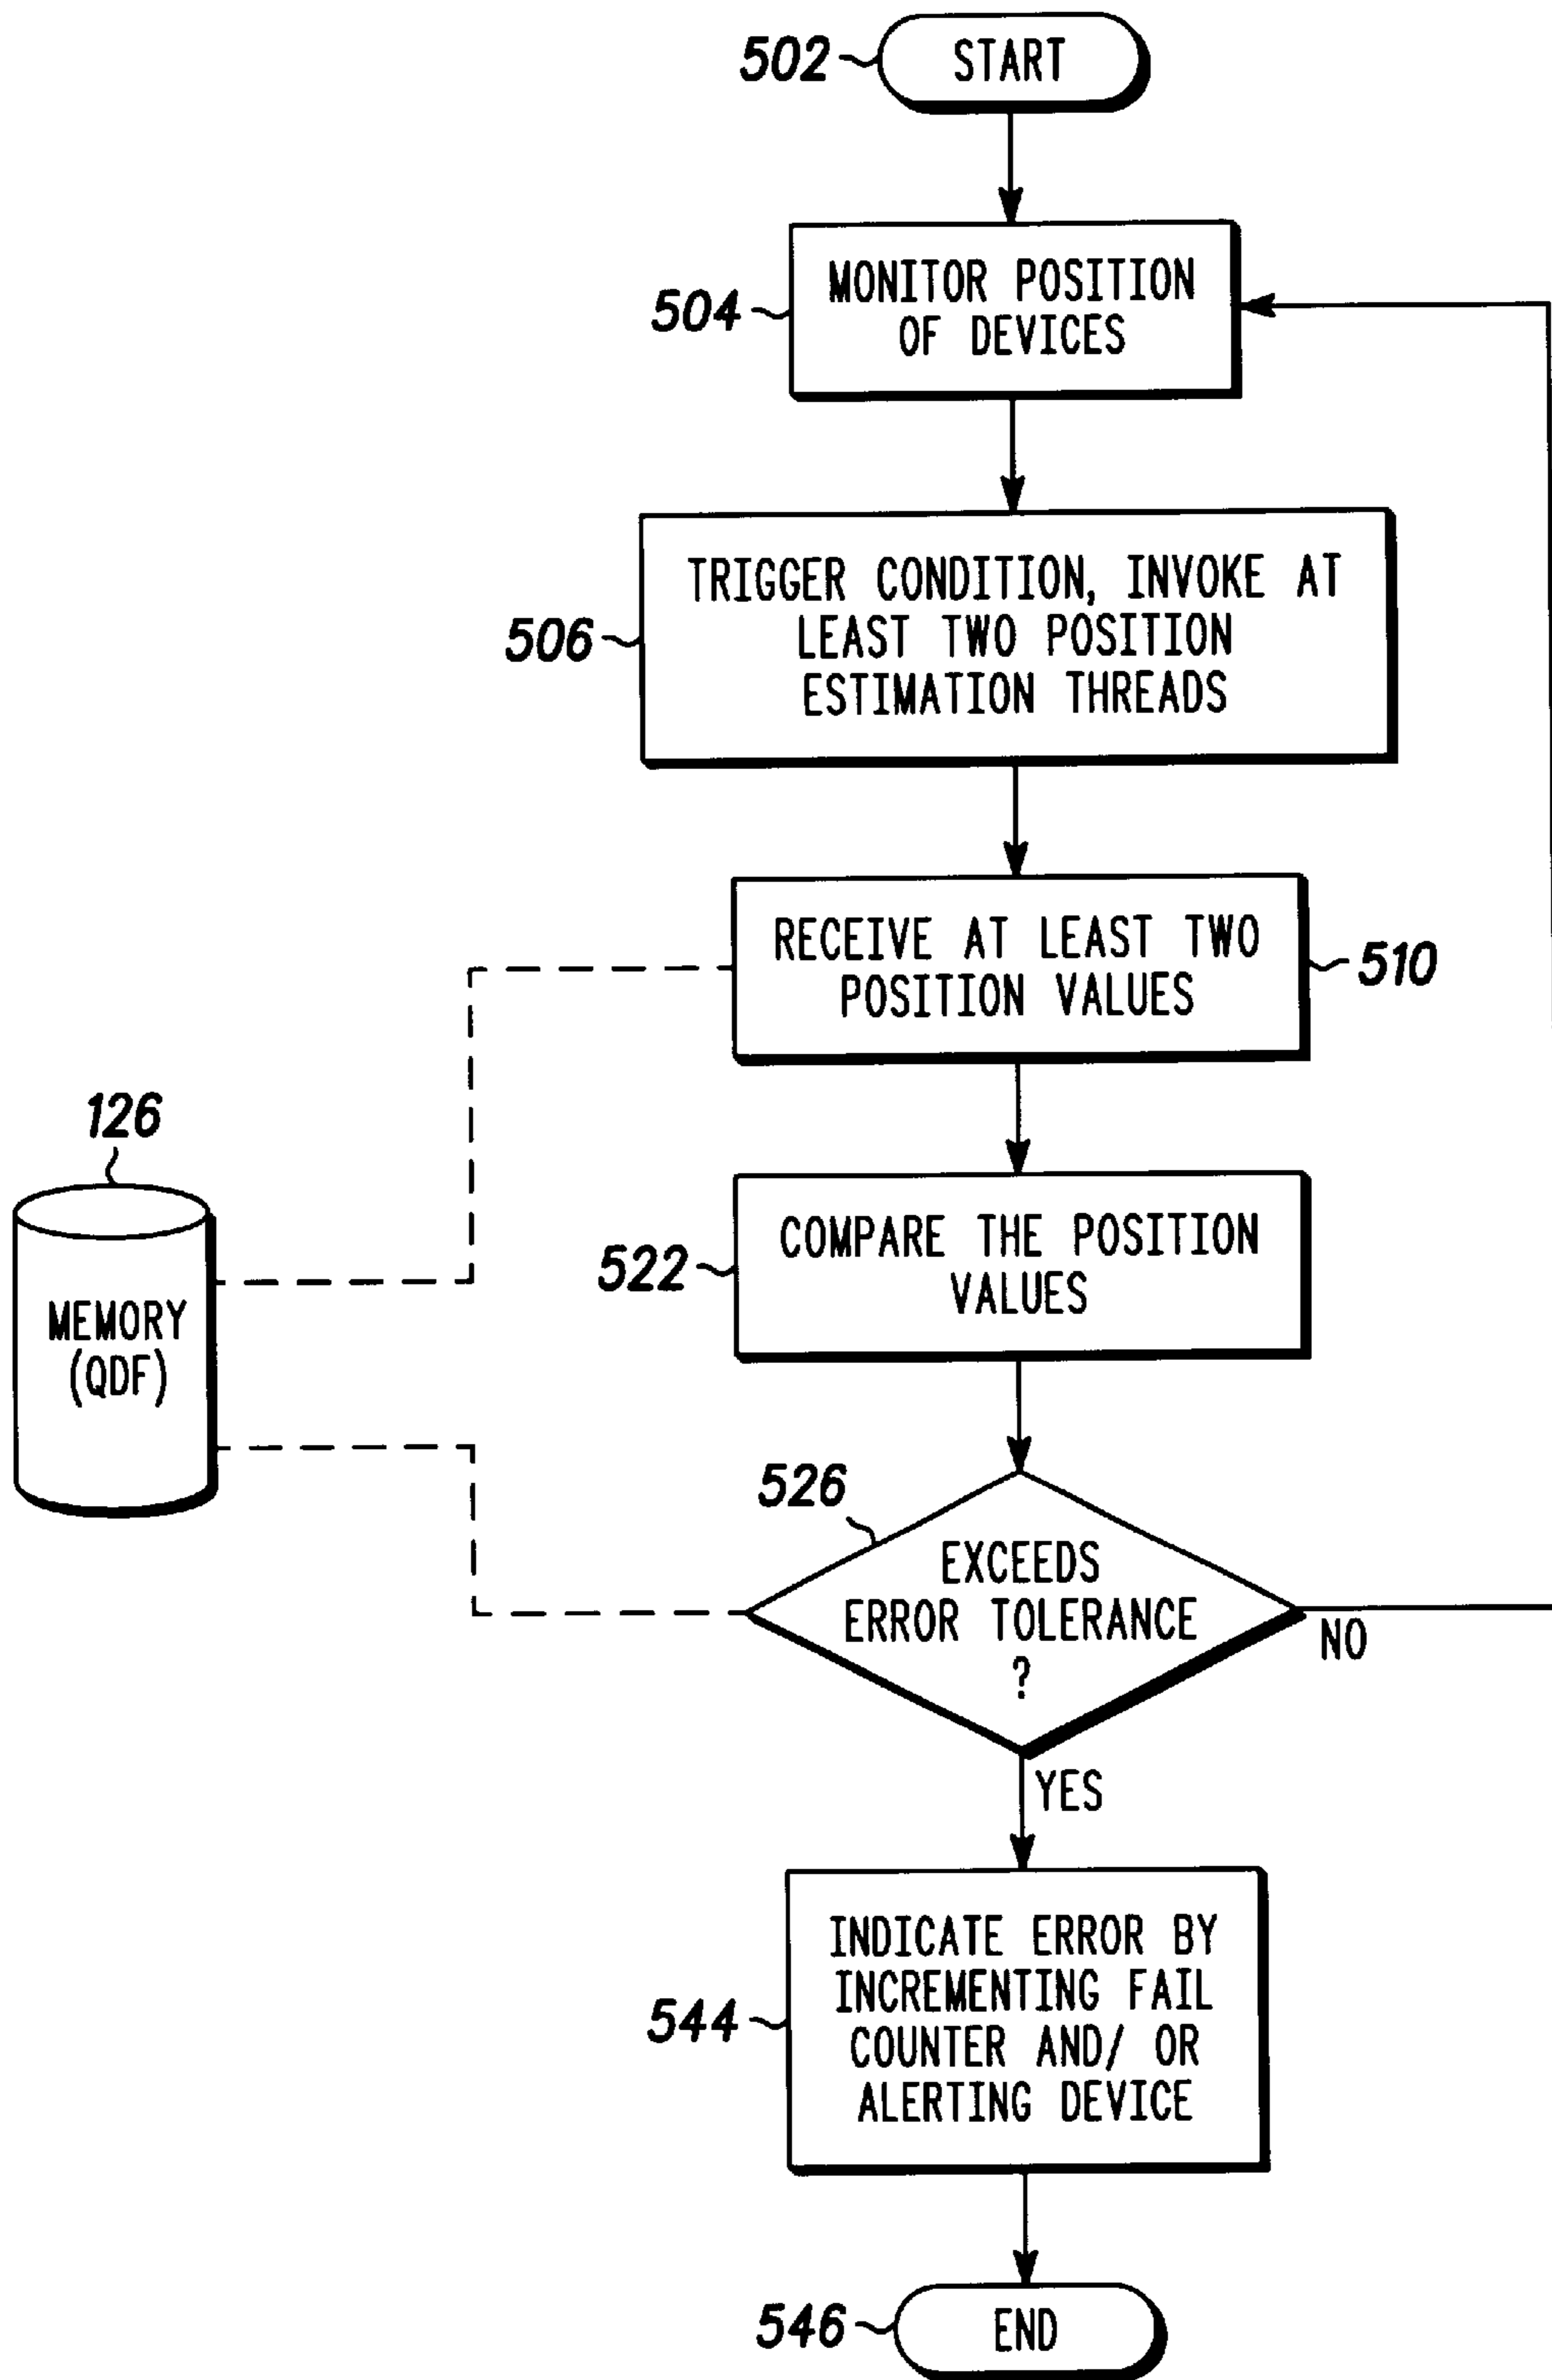 502
START
504
MONITOR POSITION
OF DEVICES
506
TRIGGER CONDITION, INVOKE AT
LEAST TWO POSITION
ESTIMATION THREADS
RECEIVE AT LEAST TWO
POSITION VALUES
510
126
MEMORY
(QDF)
522
COMPARE THE POSITION
VALUES
526
EXCEEDS
ERROR TOLERANCE
?
NO
YES
544
INDICATE ERROR BY
INCREMENTING FAIL
COUNTER AND/ OR
ALERTING DEVICE
546
END